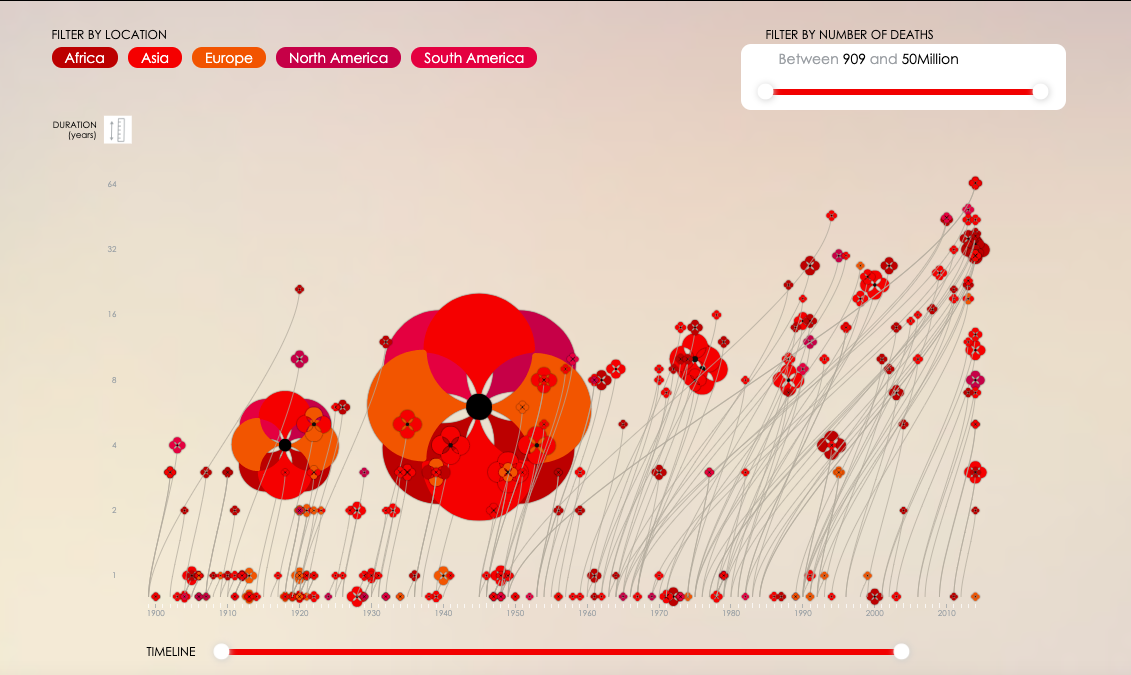 FILTER BY LOCATION
Africa Asia Europe North America South America
FILTER BY NUMBER OF DEATHS
Between 909 and 50Million
DURATION
(years)
64
32
16
8
4
2
1
1900 1910 1920 1930 1940 1950 1960 1970 1980 1990 2000 2010
TIMELINE